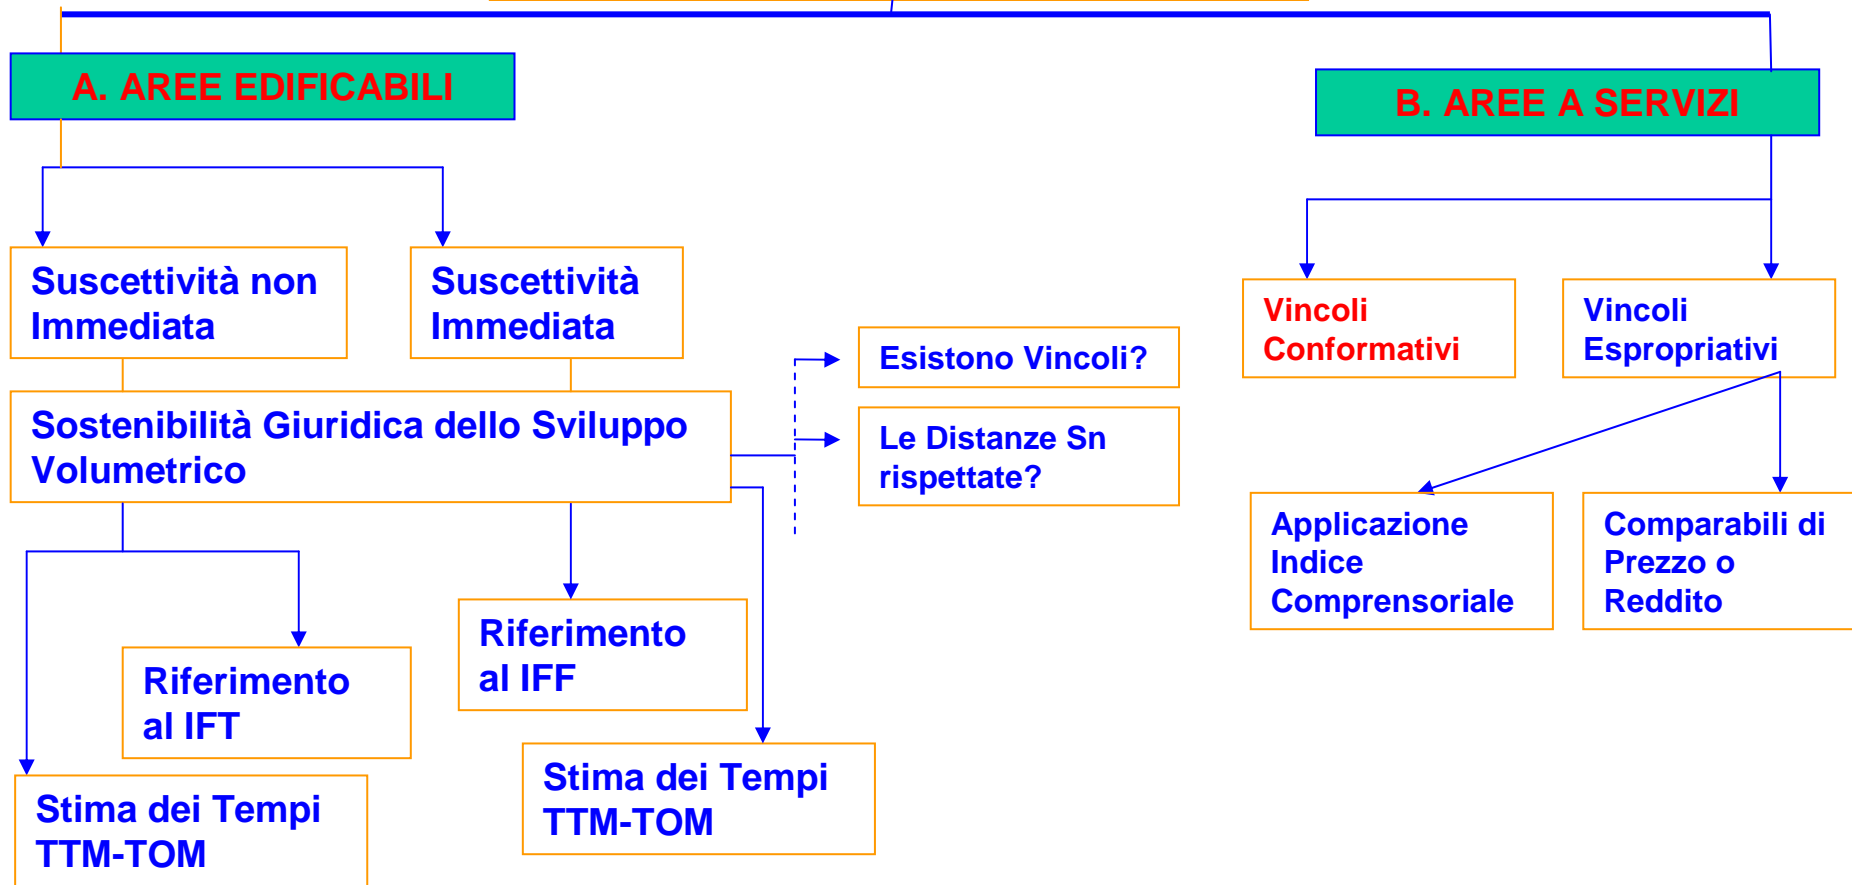 A. AREE EDIFICABILI
B. AREE A SERVIZI
Suscettività non
Immediata
Suscettività
Immediata
Sostenibilità Giuridica dello Sviluppo
Volumetrico
Esistono Vincoli?
Le Distanze Sn
rispettate?
Riferimento
al IFT
Riferimento
al IFF
Stima dei Tempi
TTM-TOM
Stima dei Tempi
TTM-TOM
Vincoli
Conformativi
Vincoli
Espropriativi
Applicazione
Indice
Comprensoriale
Comparabili di
Prezzo o
Reddito